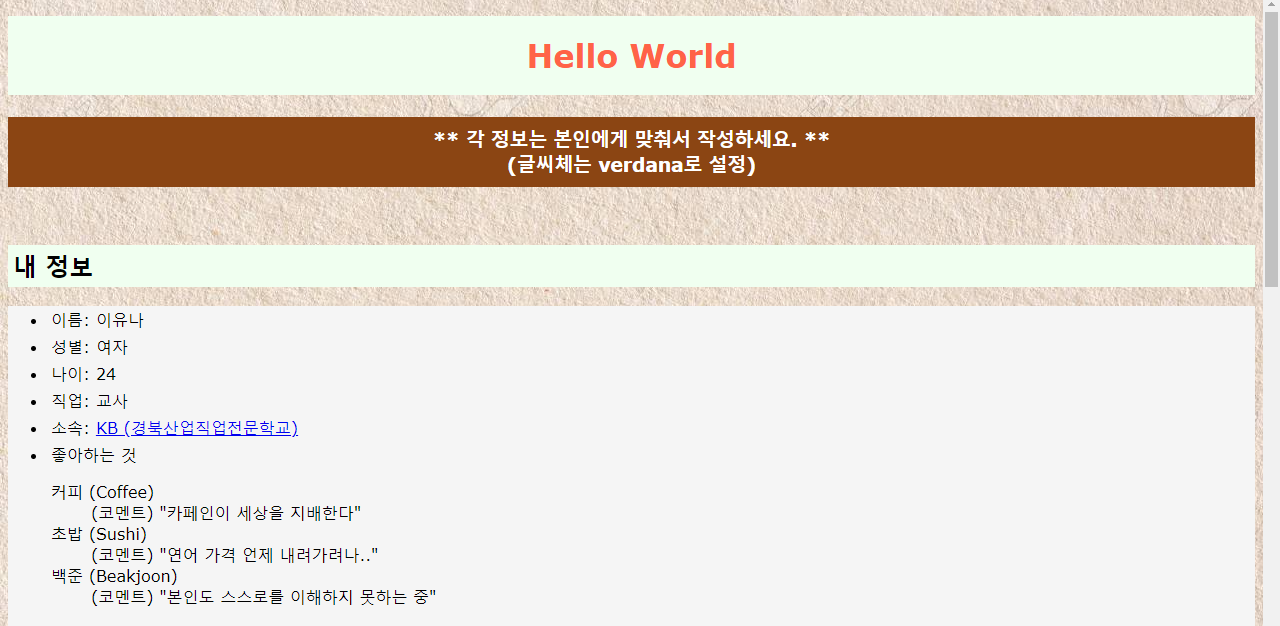 Hello World
** 각 정보는 본인에게 맞춰서 작성하세요. **
(글씨체는 verdana로 설정)
내 정보
• 이름: 이유나
• 성별: 여자
• 나이: 24
• 직업: 교사
• 소속: KB (경북산업직업전문학교)
• 좋아하는 것
커피 (Coffee)
(코멘트) "카페인이 세상을 지배한다"
초밥 (Sushi)
(코멘트) "연어 가격 언제 내려가려나.."
백준 (Beakjoon)
(코멘트) "본인도 스스로를 이해하지 못하는 중"